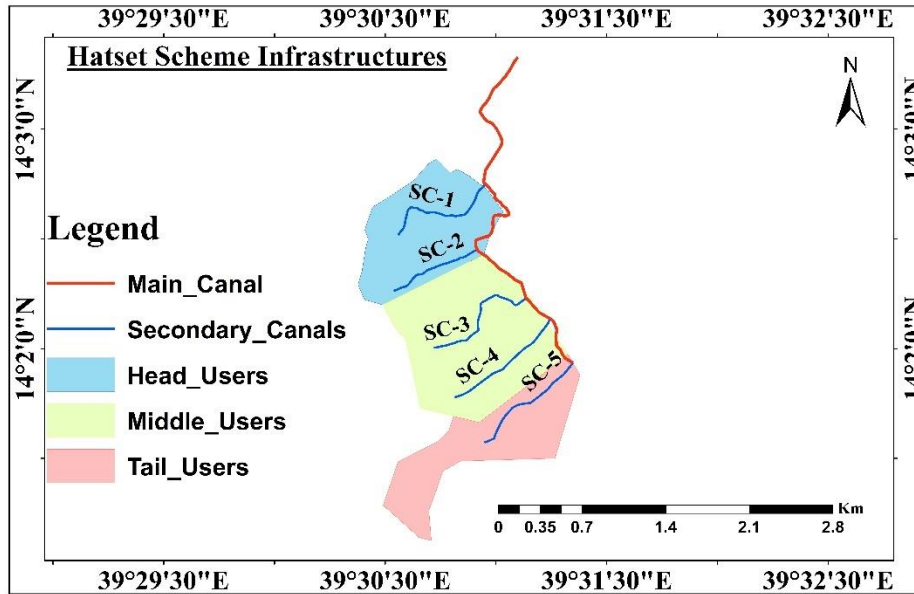 39°29'30"E 39°30'30"E 39°31'30"E 39°32'30"E
Hatset Scheme Infrastructures
N
14°3'0"N
14°3'0"N
SC-1
Legend
SC-2
Main_Canal
Secondary_Canals
SC-3
14°2'0"N
14°2'0"N
SC-4
SC-5
Head_Users
Middle_Users
Tail_Users
Km
0 0.35 0.7 1.4 2.1 2.8
39°29'30"E 39°30'30"E 39°31'30"E 39°32'30"E